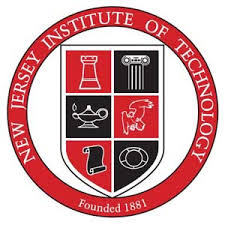 NEW JERSEY INSTITUTE OF TECHNOLOGY
Founded 1881